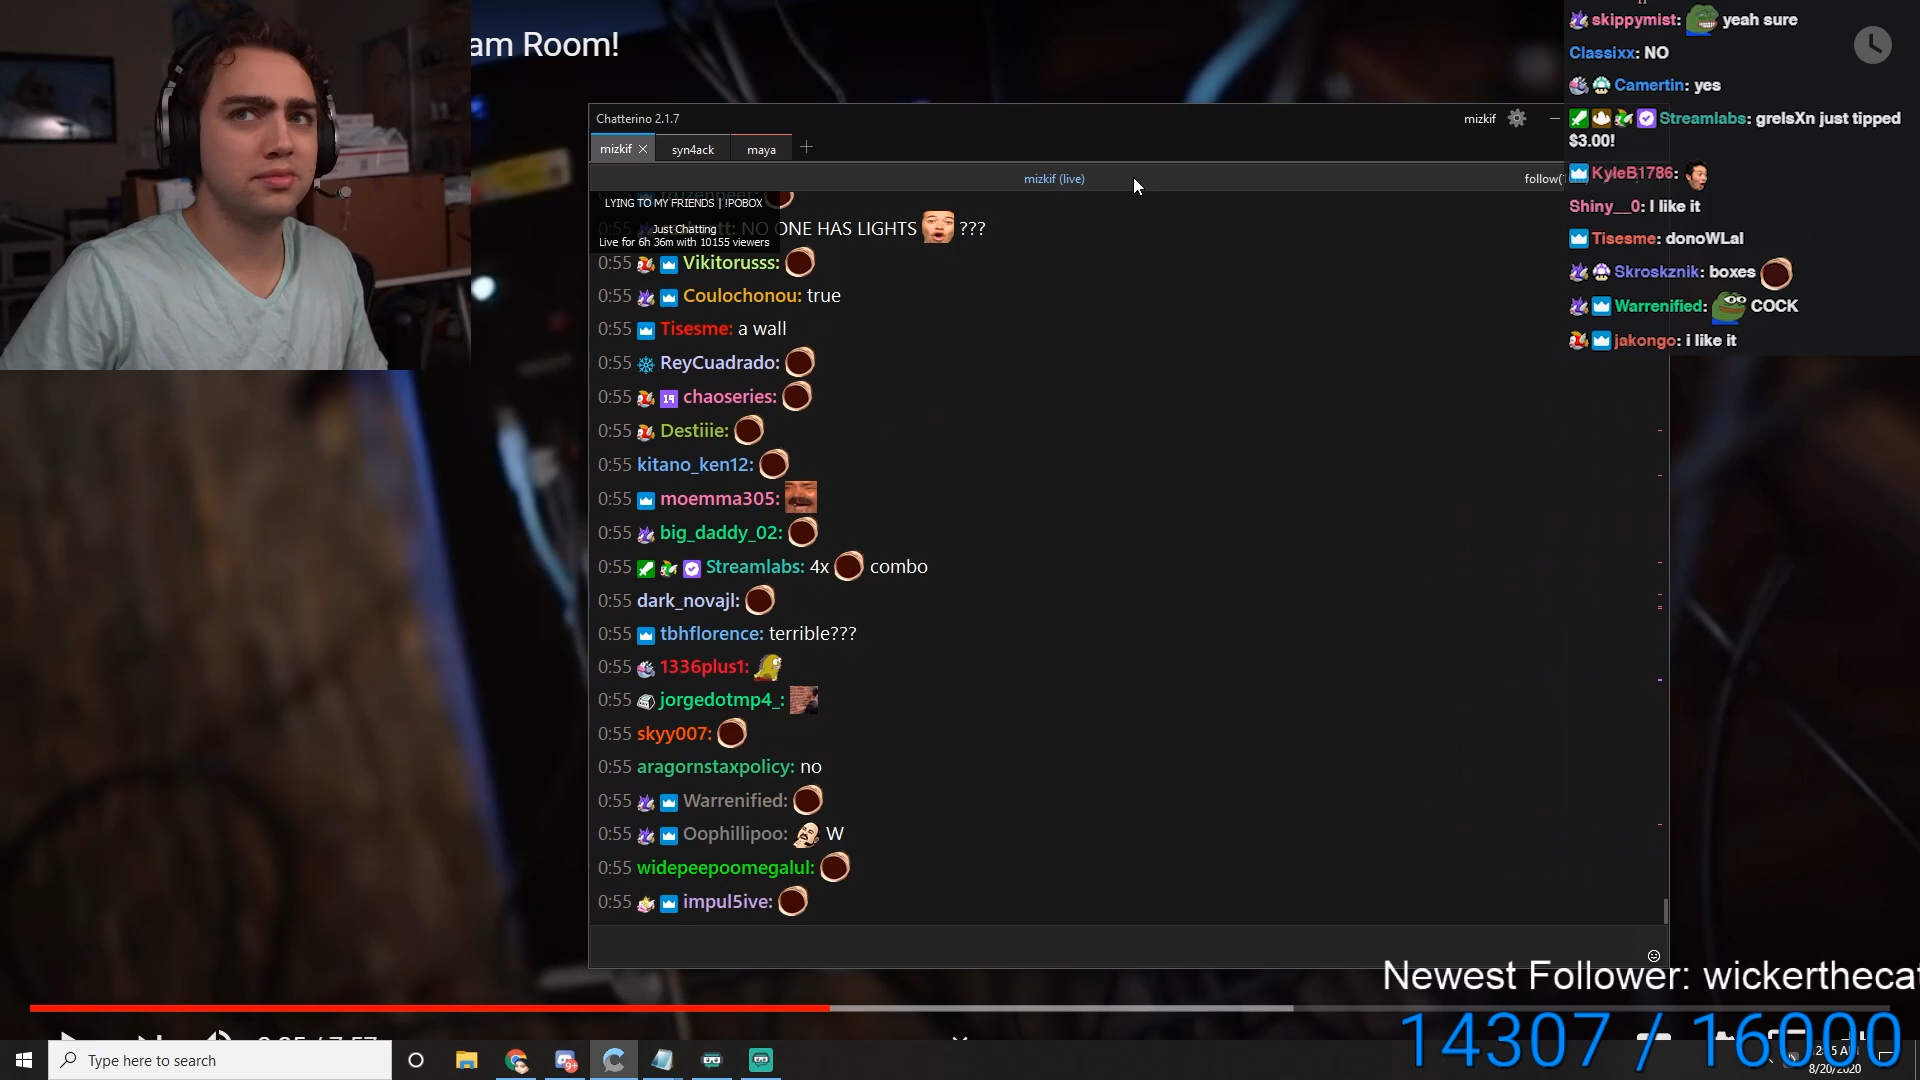 am Room!
Chatterino 2.1.7
mizkif
mizkif
syn4ack
maya
mizkif (live)
follow(
LYING TO MY FRIENDS | !POBOX
Just Chatting
Live for 6h 36m with 10155 viewers
NO ONE HAS LIGHTS ???
0:55 Vikitorusss:
0:55 Coulochonou: true
0:55 Tisesme: a wall
0:55 ReyCuadrado:
0:55 19 chaoseries:
0:55 Destiiie:
0:55 kitano_ken12:
0:55 moemma305:
0:55 big_daddy_02:
0:55 Streamlabs: 4x combo
0:55 dark_novajl:
0:55 tbhflorence: terrible???
0:55 1336plus1:
0:55 jorgedotmp4_:
0:55 skyy007:
0:55 aragornstaxpolicy: no
0:55 Warrenified:
0:55 Oophillipoo: W
0:55 widepeepoomegalul:
0:55 impul5ive:
skippymist: yeah sure
Classixx: NO
Camertin: yes
Streamlabs: grelsXn just tipped
$3.00!
KyleB1786:
Shiny__0: I like it
Tisesme: donoWLal
Skroskznik: boxes
Warrenified: COCK
jakongo: i like it
Newest Follower: wickerthecat
14307 / 16000
Type here to search
8/20/2020